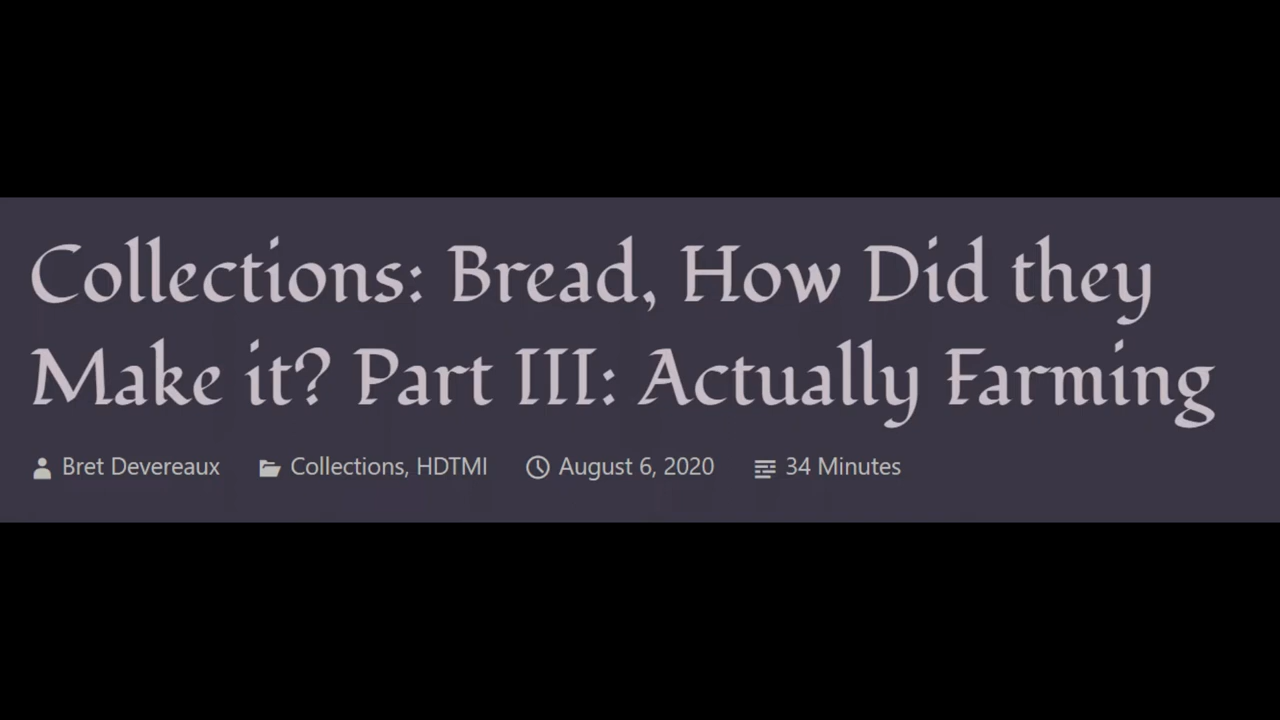 Collections: Bread, How Did they
Make it? Part III: Actually Farming
Bret Devereaux Collections, HDTMI August 6, 2020 34 Minutes